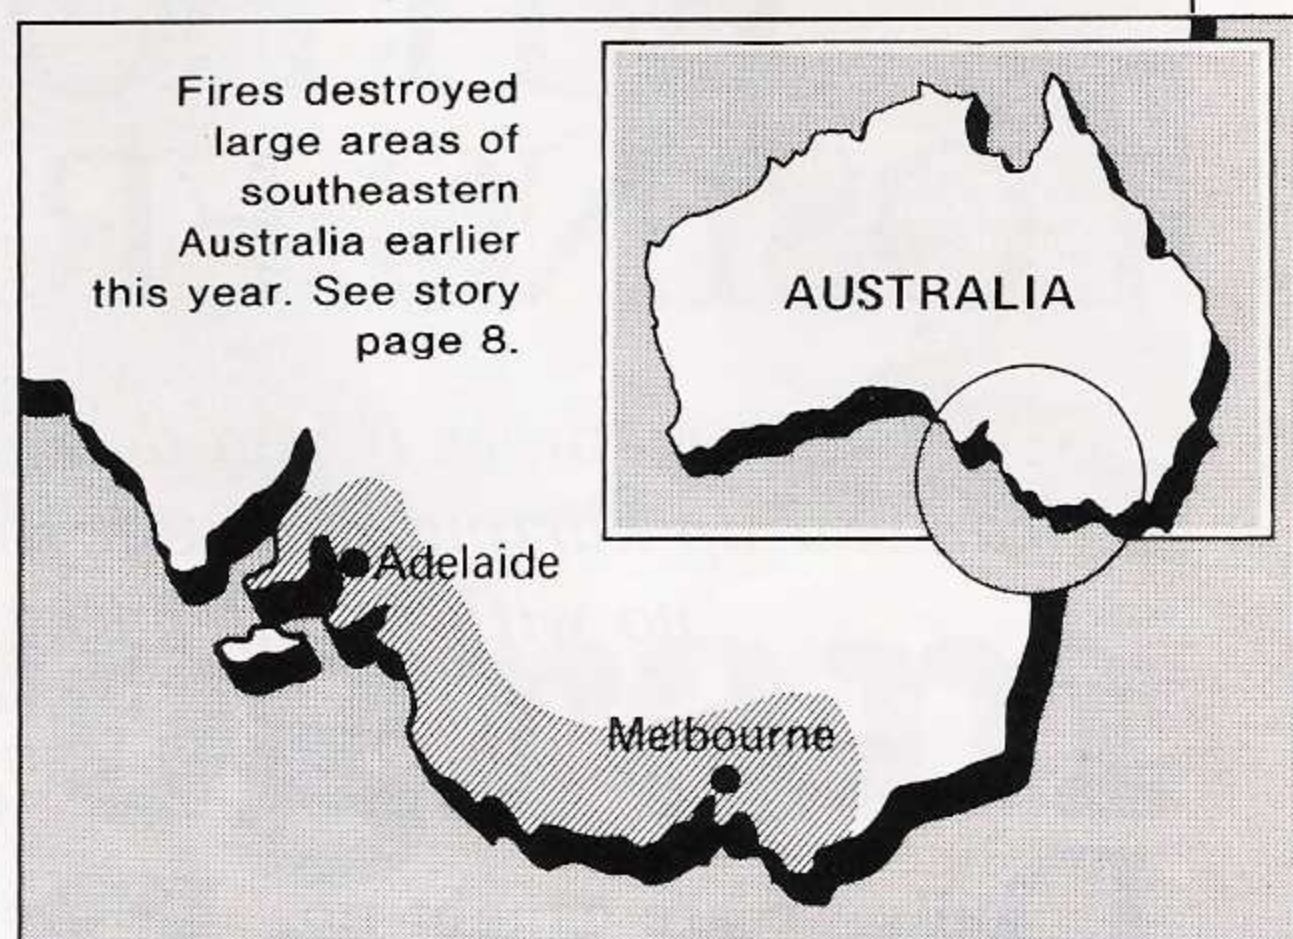 Fires destroyed
large areas of
southeastern
Australia earlier
this year. See story
page 8.
AUSTRALIA
Adelaide
Melbourne